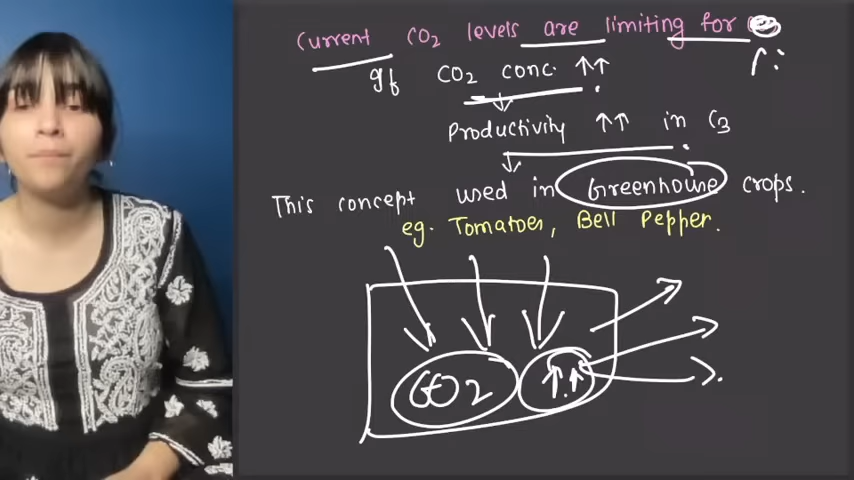 Current CO2 levels are limiting for
gf CO2 conc. ↑↑
Productivity ↑↑ in C3
This concept used in Greenhouse crops.
eg. Tomatoes, Bell Pepper.
CO2 ↑↑